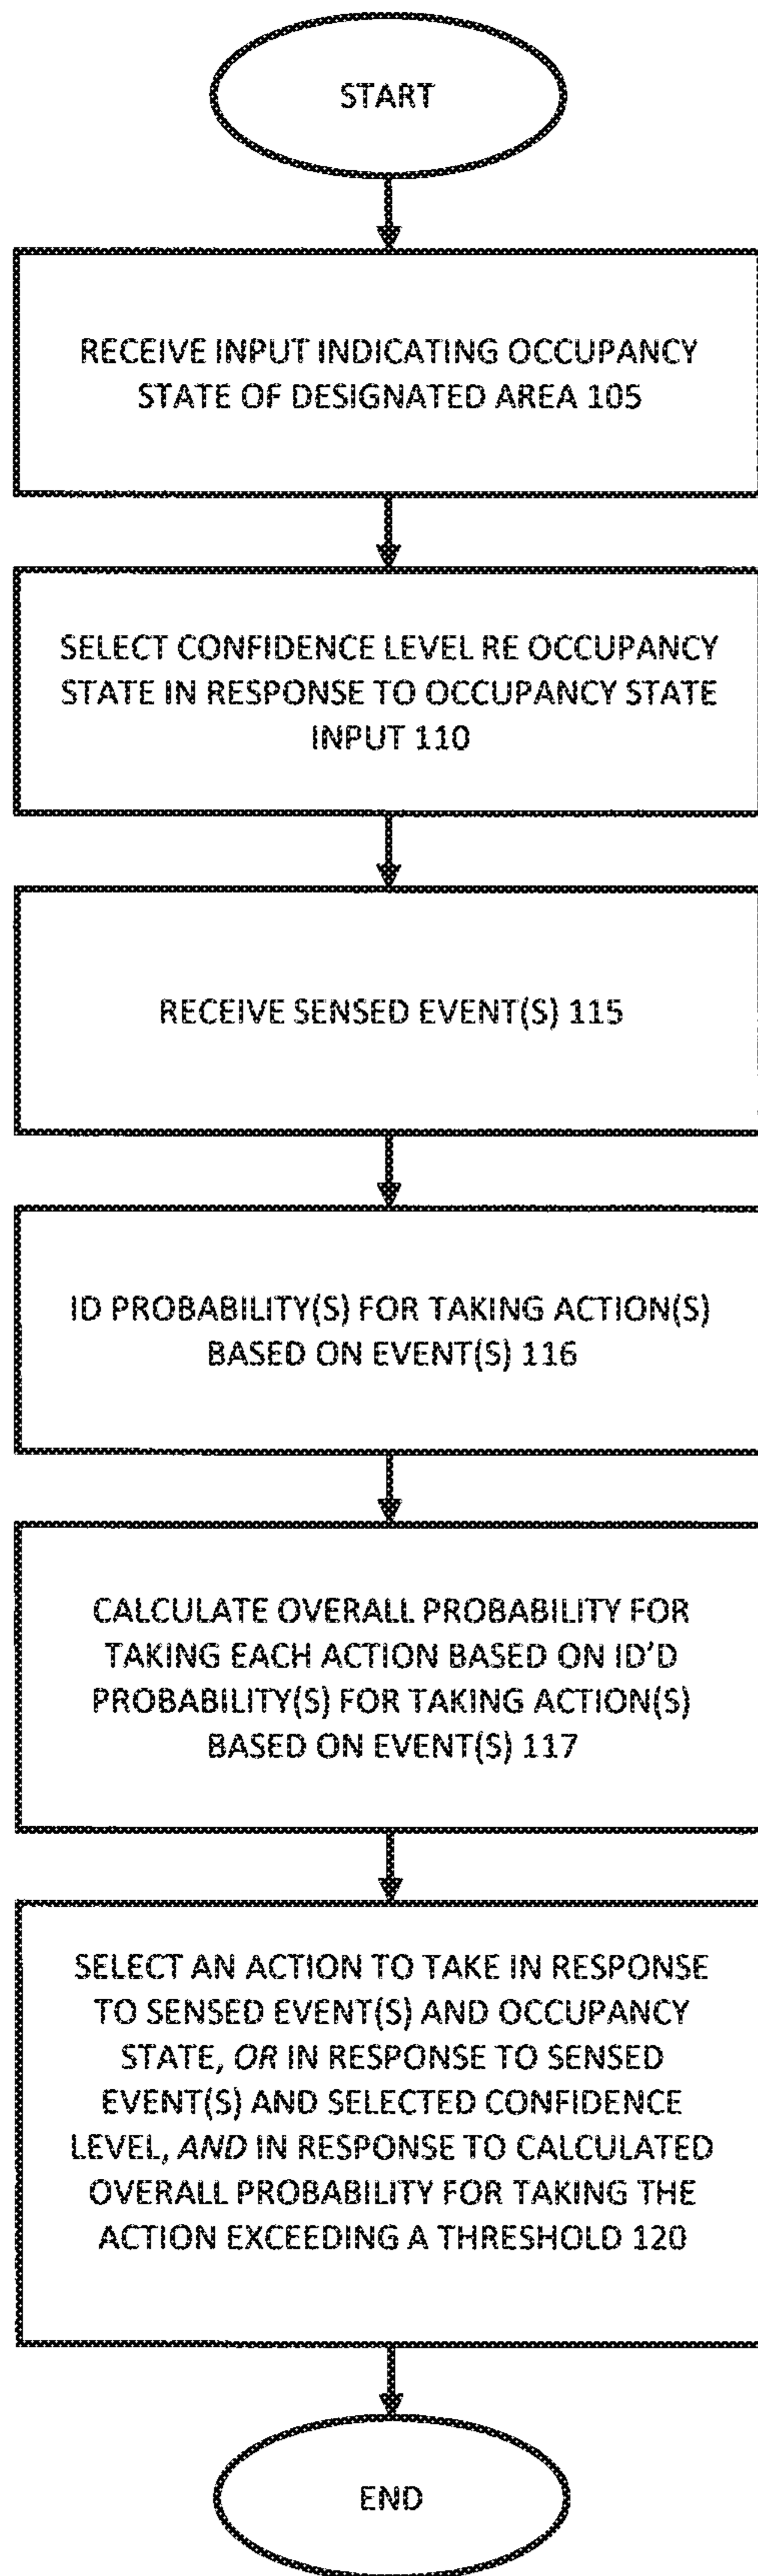 START
RECEIVE INPUT INDICATING OCCUPANCY
STATE OF DESIGNATED AREA 105
SELECT CONFIDENCE LEVEL RE OCCUPANCY
STATE IN RESPONSE TO OCCUPANCY STATE
INPUT 110
RECEIVE SENSED EVENT(S) 115
ID PROBABILITY(S) FOR TAKING ACTION(S)
BASED ON EVENT(S) 116
CALCULATE OVERALL PROBABILITY FOR
TAKING EACH ACTION BASED ON ID'D
PROBABILITY(S) FOR TAKING ACTION(S)
BASED ON EVENT(S) 117
SELECT AN ACTION TO TAKE IN RESPONSE
TO SENSED EVENT(S) AND OCCUPANCY
STATE, OR IN RESPONSE TO SENSED
EVENT(S) AND SELECTED CONFIDENCE
LEVEL, AND IN RESPONSE TO CALCULATED
OVERALL PROBABILITY FOR TAKING THE
ACTION EXCEEDING A THRESHOLD 120
END